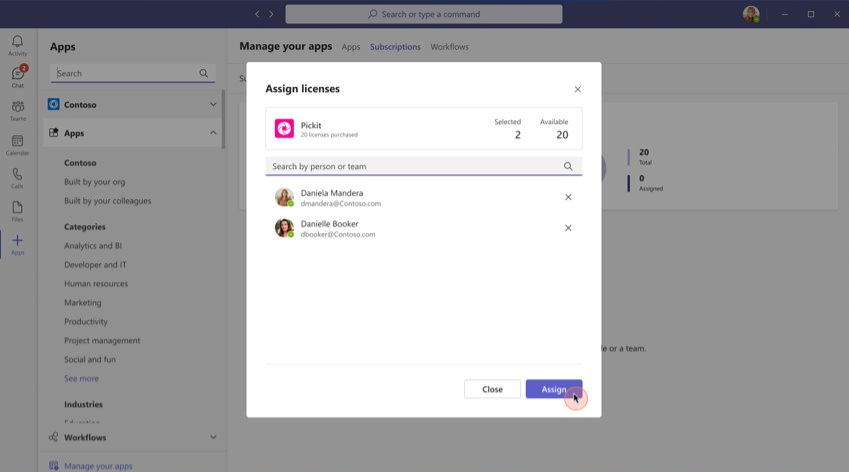 Search or type a command
Activity
2
Chat
Teams
Calendar
Calls
Files
Apps
Apps
Search
Contoso
Apps
Contoso
Built by your org
Built by your colleagues
Categories
Analytics and BI
Developer and IT
Human resources
Marketing
Productivity
Project management
Social and fun
See more
Industries
Workflows
Manage your apps
Manage your apps Apps Subscriptions Workflows
Assign licenses
Pickit
20 licenses purchased
Selected
2
Available
20
Search by person or team
Daniela Mandera
dmandera@Contoso.com
Danielle Booker
dbooker@Contoso.com
Close
Assign
20
Total
0
Assigned
le or a team.